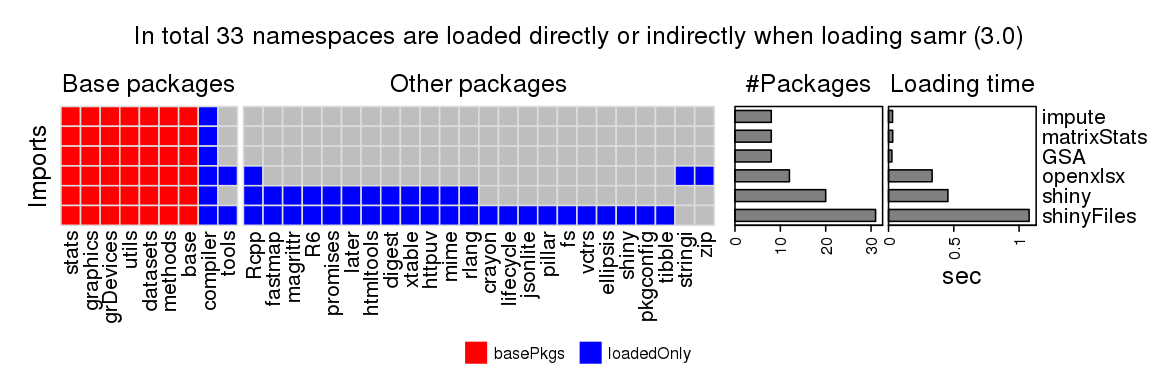 In total 33 namespaces are loaded directly or indirectly when loading samr (3.0)
Base packages
Other packages
#Packages
Loading time
Imports
impute
matrixStats
GSA
openxlsx
shiny
shinyFiles
stats
graphics
grDevices
utils
datasets
methods
base
compiler
tools
Rcpp
fastmap
magrittr
R6
promises
later
htmltools
digest
xtable
httpuv
mime
rlang
crayon
lifecycle
jsonlite
pillar
fs
vctrs
ellipsis
shiny
pkgconfig
tibble
stringi
zip
0
10
20
30
0
0.5
1
sec
basePkgs
loadedOnly